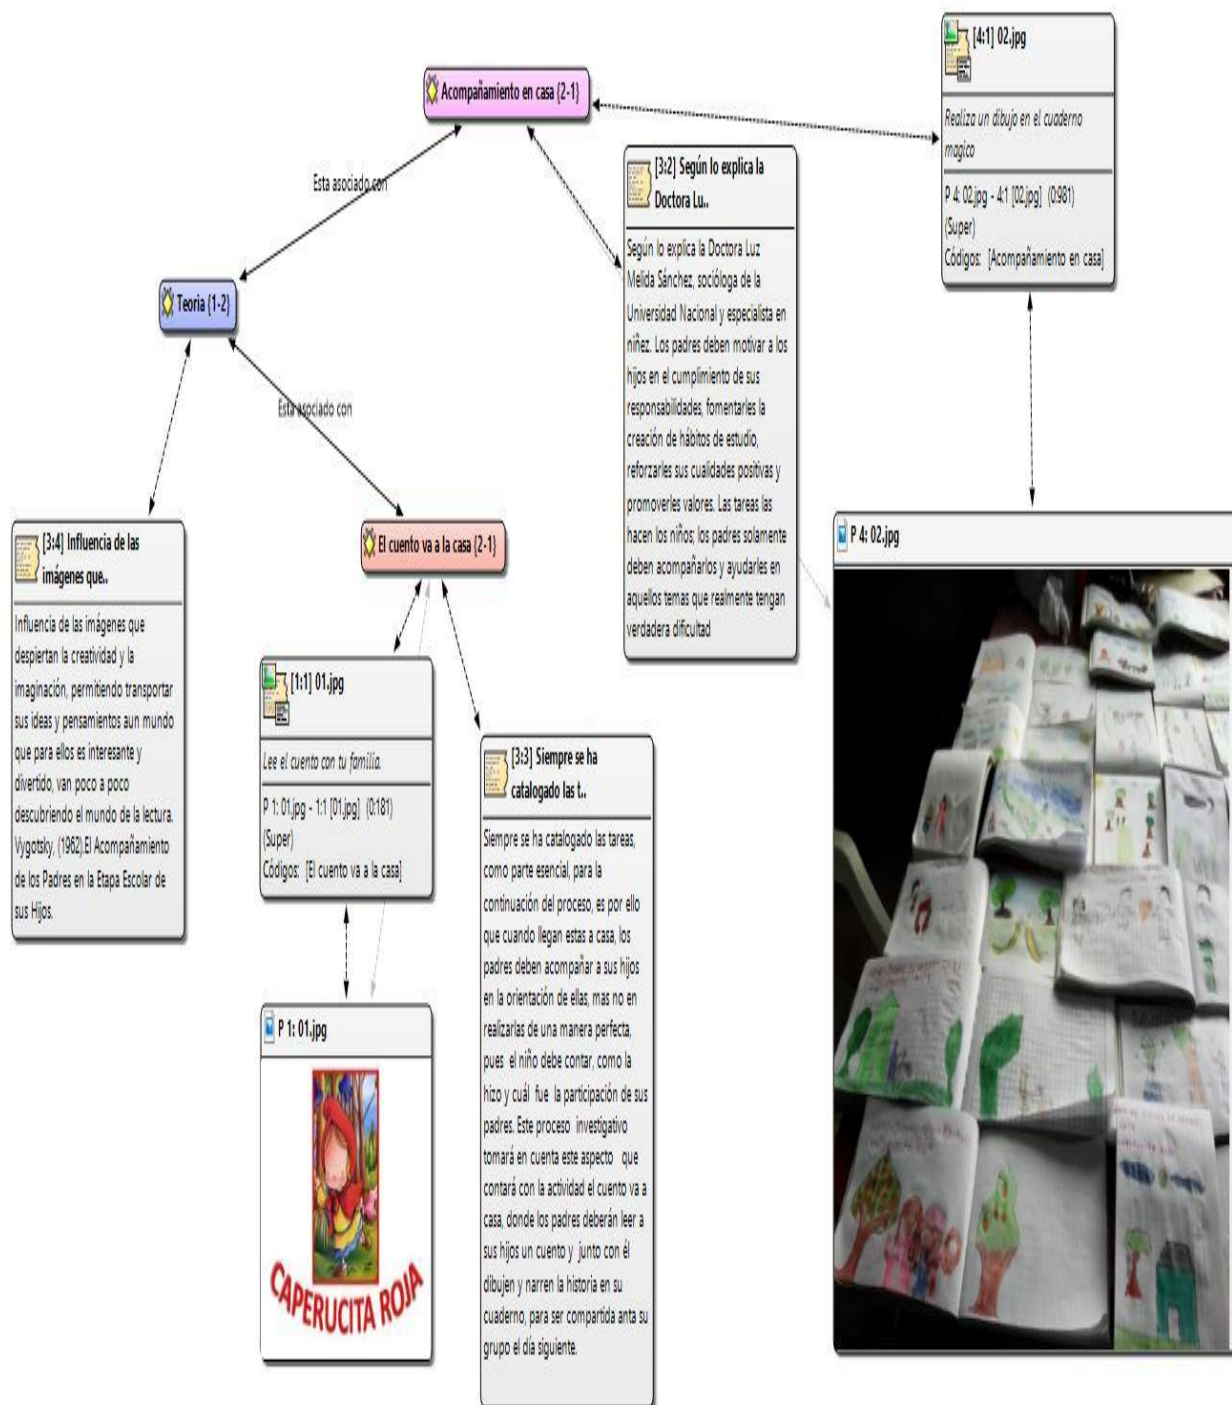 [4:1] 02.jpg
Realiza un dibujo en el cuaderno
magico
P 4: 02.jpg - 4:1 [02.jpg] (0:981)
(Super)
Códigos: [Acompañamiento en casa]
Acompañamiento en casa {2-1}
Esta asociado con
[3:2] Según lo explica la
Doctora Lu..
Según lo explica la Doctora Luz
Melida Sánchez, socióloga de la
Universidad Nacional y especialista en
niñez. Los padres deben motivar a los
hijos en el cumplimiento de sus
responsabilidades, fomentarles la
creación de hábitos de estudio,
reforzarles sus cualidades positivas y
promoverles valores. Las tareas las
hacen los niños; los padres solamente
deben acompañarlos y ayudarles en
aquellos temas que realmente tengan
verdadera dificultad
Teoria {1-2}
Esta asociado con
[3:4] Influencia de las
imágenes que..
Influencia de las imágenes que
despiertan la creatividad y la
imaginación, permitiendo transportar
sus ideas y pensamientos aun mundo
que para ellos es interesante y
divertido, van poco a poco
descubriendo el mundo de la lectura.
Vygotsky, (1962).El Acompañamiento
de los Padres en la Etapa Escolar de
sus Hijos.
El cuento va a la casa {2-1}
[1:1] 01.jpg
Lee el cuento con tu familia.
P 1: 01.jpg - 1:1 [01.jpg] (0:181)
(Super)
Códigos: [El cuento va a la casa]
[3:3] Siempre se ha
catalogado las t..
Siempre se ha catalogado las tareas,
como parte esencial, para la
continuación del proceso, es por ello
que cuando llegan estas a casa, los
padres deben acompañar a sus hijos
en la orientación de ellas, mas no en
realizarlas de una manera perfecta,
pues el niño debe contar, como la
hizo y cuál fue la participación de sus
padres. Este proceso investigativo
tomará en cuenta este aspecto que
contará con la actividad el cuento va a
casa, donde los padres deberán leer a
sus hijos un cuento y junto con él
dibujen y narren la historia en su
cuaderno, para ser compartida anta su
grupo el día siguiente.
P 1: 01.jpg
CAPERUCITA ROJA
P 4: 02.jpg